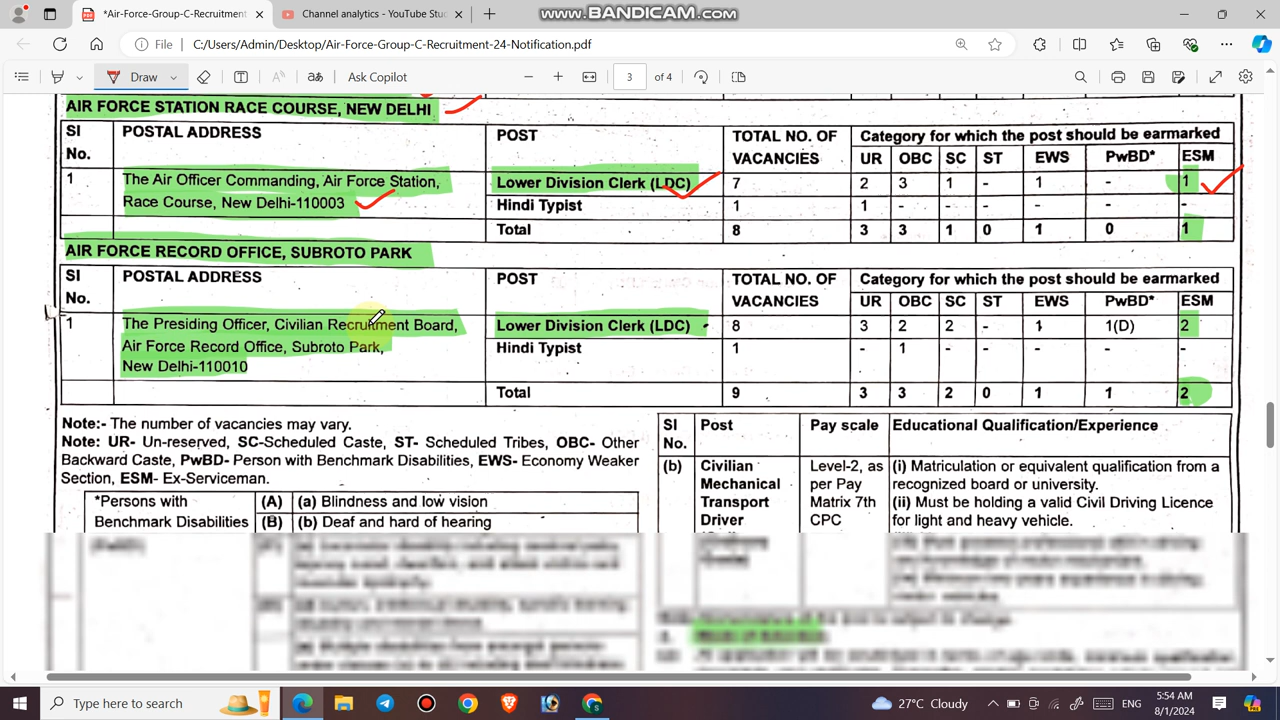 *Air-Force-Group-C-Recruitment
Channel analytics - YouTube Stu
www.BANDICAM.com
File C:/Users/Admin/Desktop/Air-Force-Group-C-Recruitment-24-Notification.pdf
Draw Ask Copilot 3 of 4
AIR FORCE STATION RACE COURSE, NEW DELHI
SI No. POSTAL ADDRESS POST TOTAL NO. OF VACANCIES Category for which the post should be earmarked
UR OBC SC ST EWS PwBD* ESM
1 The Air Officer Commanding, Air Force Station, Lower Division Clerk (LDC) 7 2 3 1 - 1 - 1
Race Course, New Delhi-110003 Hindi Typist 1 1 - - - - - -
Total 8 3 3 1 0 1 0 1
AIR FORCE RECORD OFFICE, SUBROTO PARK
SI No. POSTAL ADDRESS POST TOTAL NO. OF VACANCIES Category for which the post should be earmarked
UR OBC SC ST EWS PwBD* ESM
1 The Presiding Officer, Civilian Recruitment Board, Lower Division Clerk (LDC) 8 3 2 2 - 1 1(D) 2
Air Force Record Office, Subroto Park, Hindi Typist 1 - 1 - - - - -
New Delhi-110010
Total 9 3 3 2 0 1 1 2
Note:- The number of vacancies may vary.
Note: UR- Un-reserved, SC-Scheduled Caste, ST- Scheduled Tribes, OBC- Other
Backward Caste, PwBD- Person with Benchmark Disabilities, EWS- Economy Weaker
Section, ESM- Ex-Serviceman.
*Persons with (A) (a) Blindness and low vision
Benchmark Disabilities (B) (b) Deaf and hard of hearing
SI No. Post Pay scale Educational Qualification/Experience
(b) Civilian Level-2, as (i) Matriculation or equivalent qualification from a
Mechanical per Pay recognized board or university.
Transport Matrix 7th (ii) Must be holding a valid Civil Driving Licence
Driver CPC for light and heavy vehicle.
Type here to search
27°C Cloudy
ENG
5:54 AM
8/1/2024